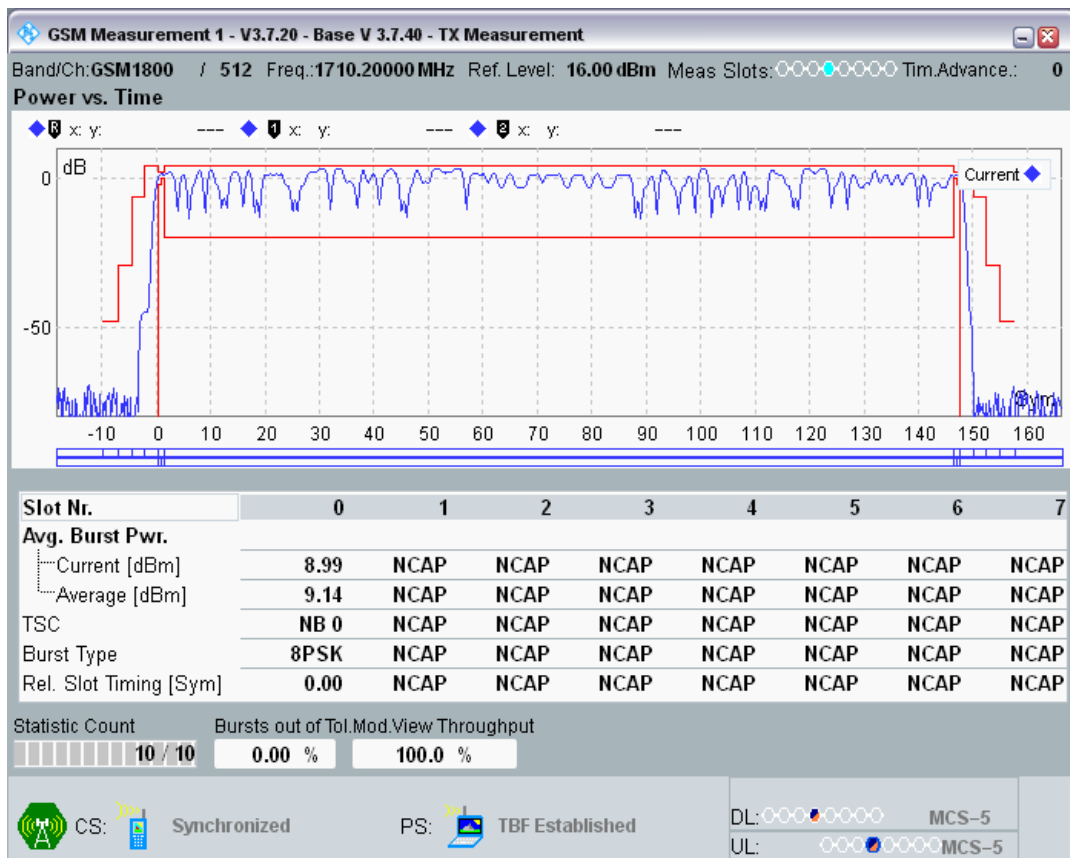 GSM Measurement 1 - V3.7.20 - Base V 3.7.40 - TX Measurement
Band/Ch:GSM1800 / 512 Freq.:1710.20000 MHz Ref. Level: 16.00 dBm Meas Slots: Tim.Advance.: 0
Power vs. Time
R x: y: --- 1 x: y: --- 2 x: y: ---
dB
Current
0
-50
Sym
-10 0 10 20 30 40 50 60 70 80 90 100 110 120 130 140 150 160
Slot Nr. 0 1 2 3 4 5 6 7
Avg. Burst Pwr.
Current [dBm] 8.99 NCAP NCAP NCAP NCAP NCAP NCAP NCAP
Average [dBm] 9.14 NCAP NCAP NCAP NCAP NCAP NCAP NCAP
TSC NB 0 NCAP NCAP NCAP NCAP NCAP NCAP NCAP
Burst Type 8PSK NCAP NCAP NCAP NCAP NCAP NCAP NCAP
Rel. Slot Timing [Sym] 0.00 NCAP NCAP NCAP NCAP NCAP NCAP NCAP
Statistic Count Bursts out of Tol.Mod.View Throughput
10 / 10 0.00 % 100.0 %
CS: Synchronized PS: TBF Established
DL: MCS-5
UL: MCS-5